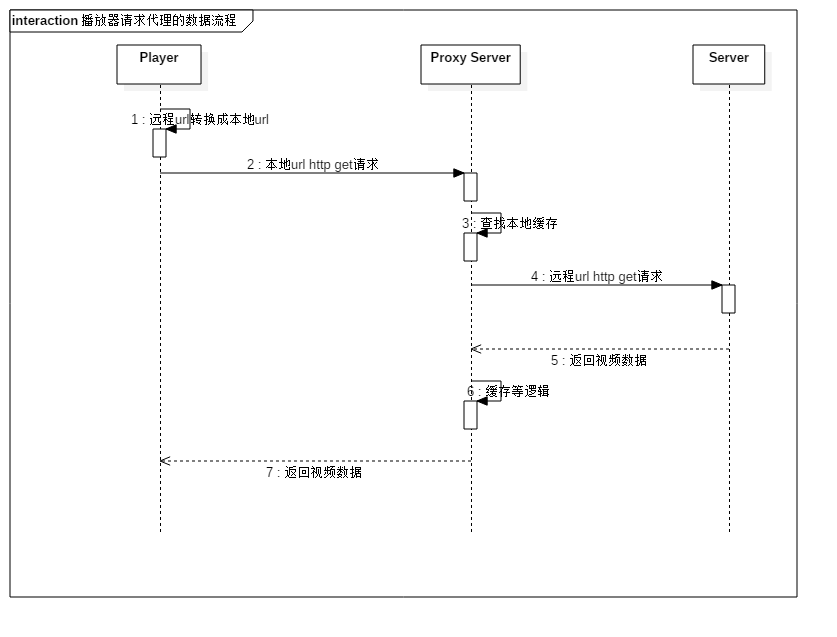 interaction 播放器请求代理的数据流程
Player
Proxy Server
Server
1 : 远程url转换成本地url
2 : 本地url http get请求
3 : 查找本地缓存
4 : 远程url http get请求
5 : 返回视频数据
6 : 缓存等逻辑
7 : 返回视频数据